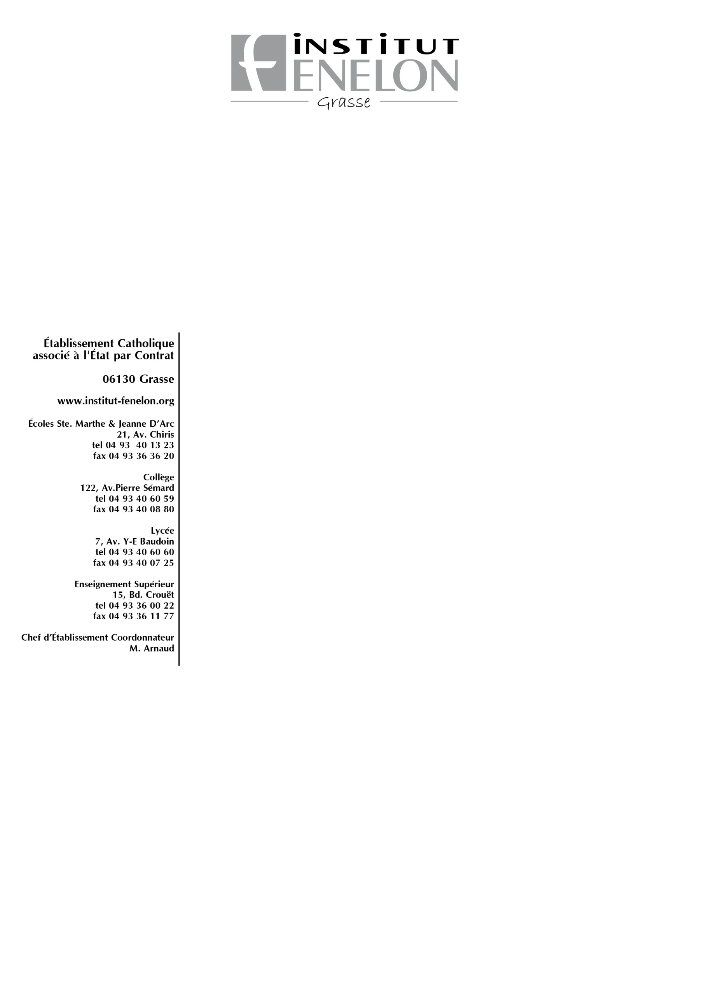 INSTITUT
FENELON
Grasse
Établissement Catholique
associé à l'État par Contrat
06130 Grasse
www.institut-fenelon.org
Écoles Ste. Marthe & Jeanne D’Arc
21, Av. Chiris
tel 04 93  40 13 23
fax 04 93 36 36 20
Collège
122, Av.Pierre Sémard
tel 04 93 40 60 59
fax 04 93 40 08 80
Lycée
7, Av. Y-E Baudoin
tel 04 93 40 60 60
fax 04 93 40 07 25
Enseignement Supérieur
15, Bd. Crouët
tel 04 93 36 00 22
fax 04 93 36 11 77
Chef d’Établissement Coordonnateur
M. Arnaud